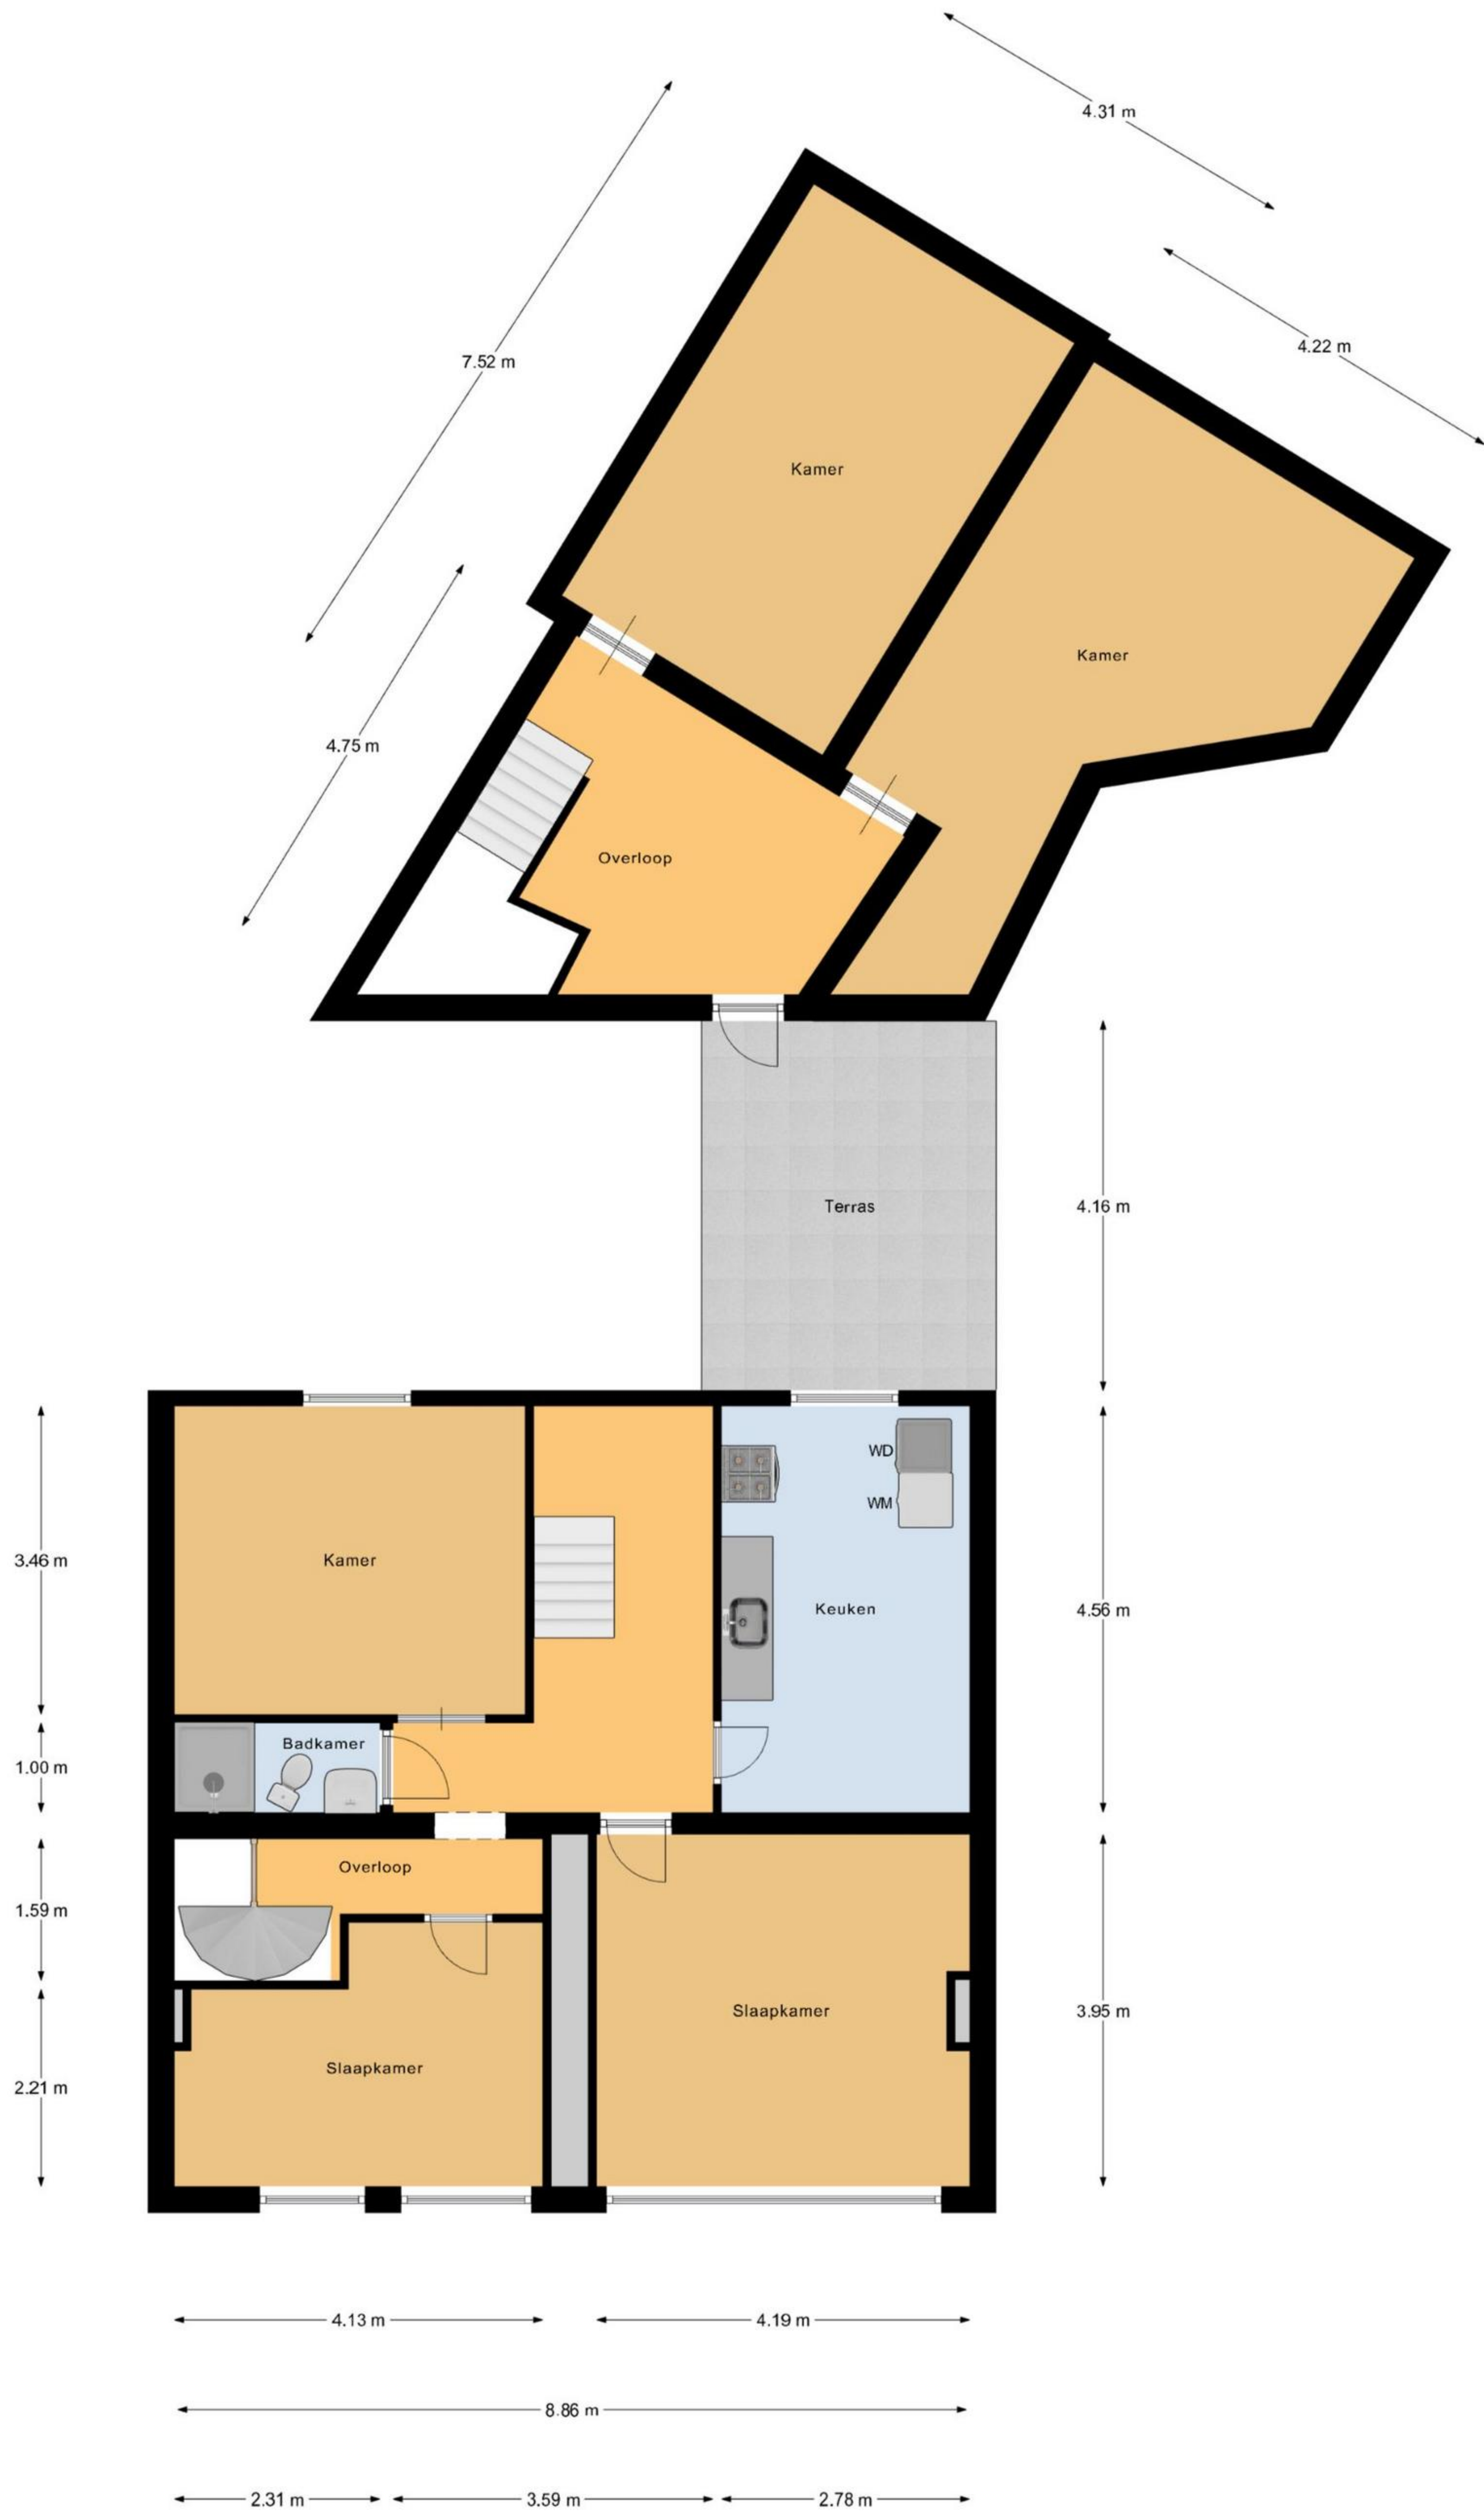 4.31 m
7.52 m
4.22 m
Kamer
Kamer
4.75 m
Overloop
Terras
4.16 m
WD
WM
Kamer
3.46 m
Keuken
4.56 m
Badkamer
1.00 m
Overloop
1.59 m
Slaapkamer
3.95 m
Slaapkamer
2.21 m
4.13 m
4.19 m
8.86 m
2.31 m
3.59 m
2.78 m